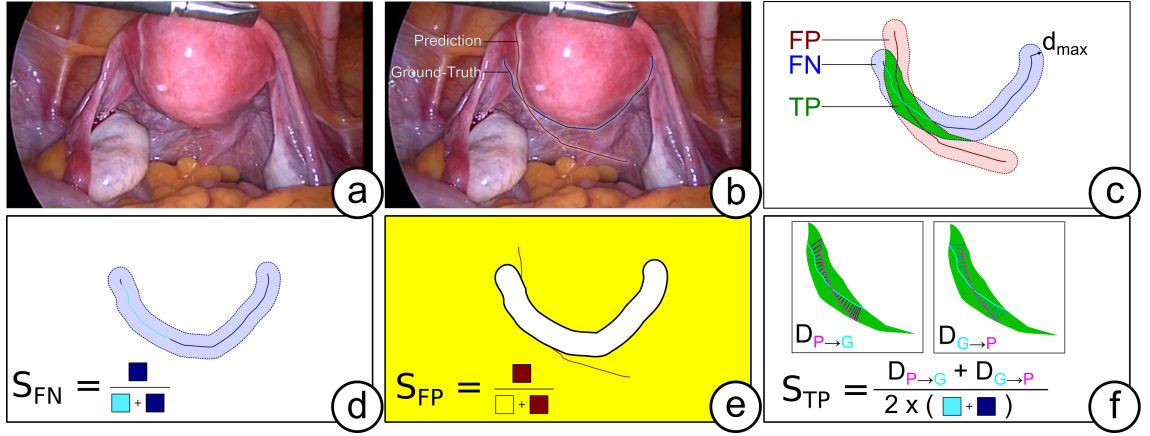 a
Prediction
Ground-Truth
b
FP
FN
TP
dmax
c
SFN = + 
d
SFP = + 
e
DP→G
DG→P
STP = DP→G + DG→P
2 x ( + )
f